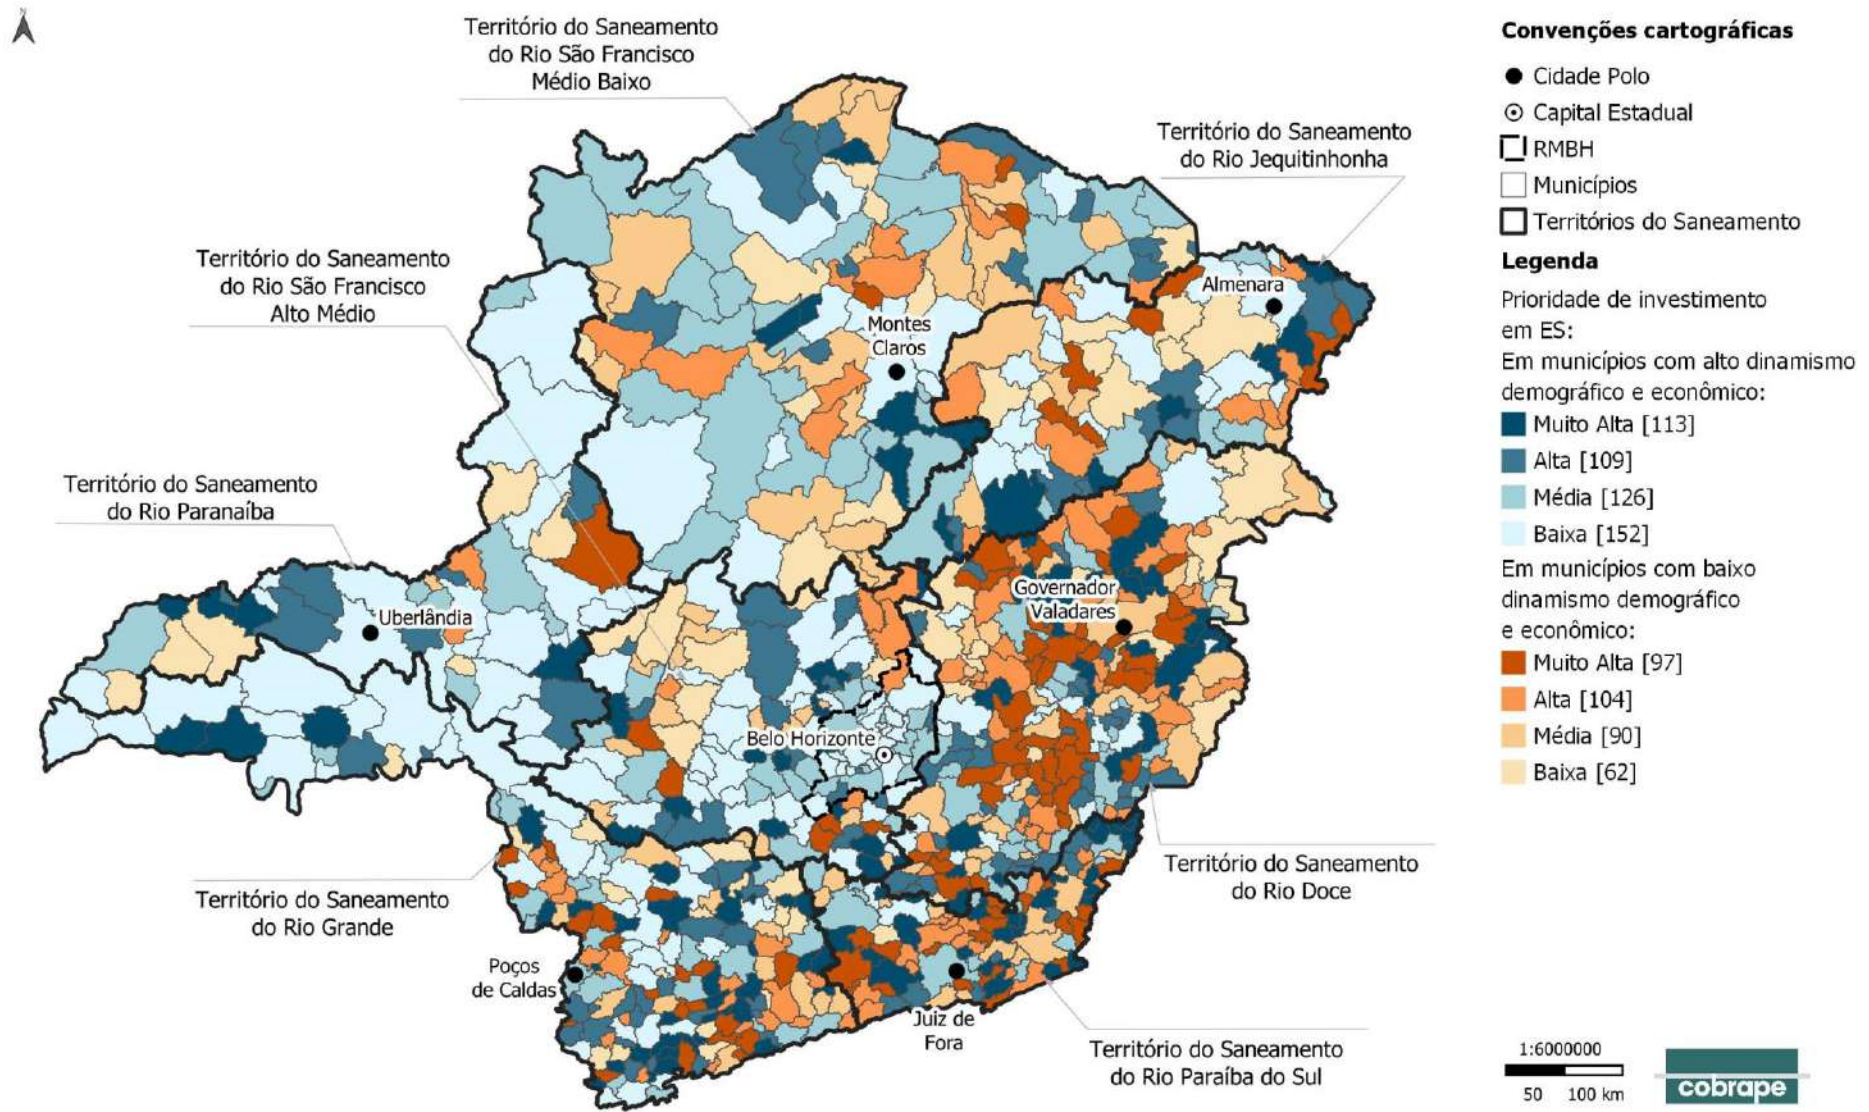 N
Território do Saneamento
do Rio São Francisco
Médio Baixo
Território do Saneamento
do Rio Jequitinhonha
Território do Saneamento
do Rio São Francisco
Alto Médio
Almenara
Montes
Claros
Território do Saneamento
do Rio Paranaíba
Uberlândia
Governador
Valadares
Belo Horizonte
Território do Saneamento
do Rio Doce
Território do Saneamento
do Rio Grande
Poços
de Caldas
Juiz de
Fora
Território do Saneamento
do Rio Paraíba do Sul
Convenções cartográficas
Cidade Polo
Capital Estadual
RMBH
Municípios
Territórios do Saneamento
Legenda
Prioridade de investimento
em ES:
Em municípios com alto dinamismo
demográfico e econômico:
Muito Alta [113]
Alta [109]
Média [126]
Baixa [152]
Em municípios com baixo
dinamismo demográfico
e econômico:
Muito Alta [97]
Alta [104]
Média [90]
Baixa [62]
1:6000000
50 100 km
cobrape